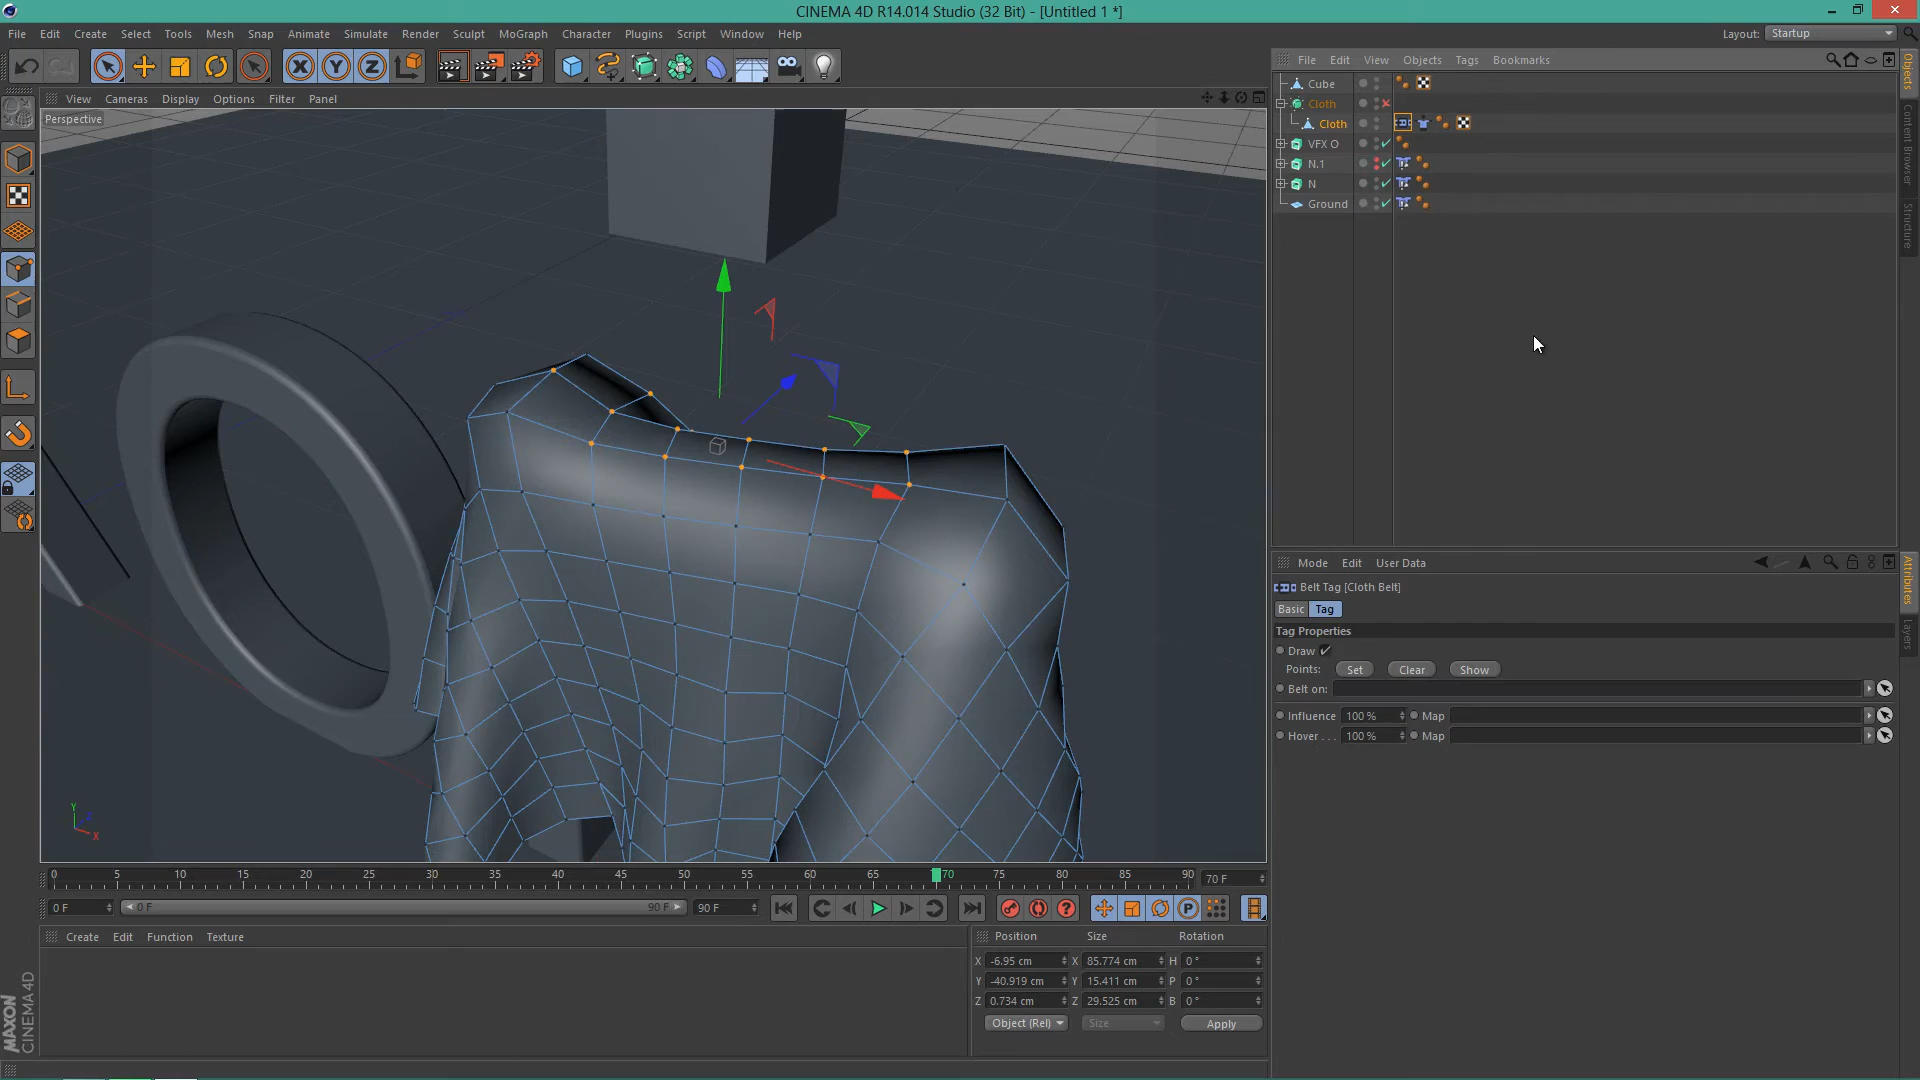 CINEMA 4D R14.014 Studio (32 Bit) - [Untitled 1 *]
File Edit Create Select Tools Mesh Snap Animate Simulate Render Sculpt MoGraph Character Plugins Script Window Help
Layout: Startup
View Cameras Display Options Filter Panel
Perspective
File Edit View Objects Tags Bookmarks
Cube
Cloth
Cloth
VFX O
N.1
N
Ground
Objects
Content Browser
Structure
Mode Edit User Data
Belt Tag [Cloth Belt]
Basic Tag
Tag Properties
Draw
Points: Set Clear Show
Belt on:
Influence 100 % Map
Hover . . . 100 % Map
Attributes
Layers
Y
Z
X
0 5 10 15 20 25 30 35 40 45 50 55 60 65 70 75 80 85 90 70 F
0 F 0 F 90 F 90 F
Create Edit Function Texture
Position Size Rotation
X -6.95 cm X 85.774 cm H 0 °
Y -40.919 cm Y 15.411 cm P 0 °
Z 0.734 cm Z 29.525 cm B 0 °
Object (Rel) Size Apply
MAXON CINEMA 4D